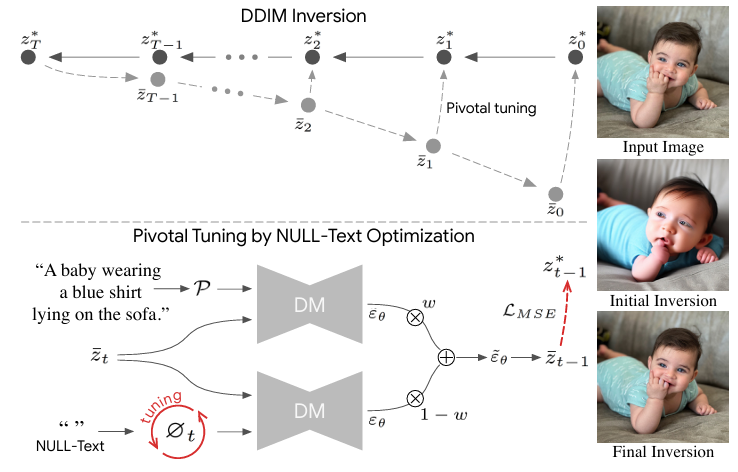 DDIM Inversion
z*_T z*_{T−1} z*_2 z*_1 z*_0
z̄_{T−1}
z̄_2
Pivotal tuning
z̄_1
z̄_0
Input Image
Pivotal Tuning by NULL-Text Optimization
“A baby wearing
a blue shirt
lying on the sofa.”
𝒫
DM
ε_θ
w
z*_{t−1}
ℒ_{MSE}
Initial Inversion
z̄_t
ε̃_θ
z̄_{t−1}
tuning
“ ”
NULL-Text
∅_t
DM
ε_θ
1 − w
Final Inversion